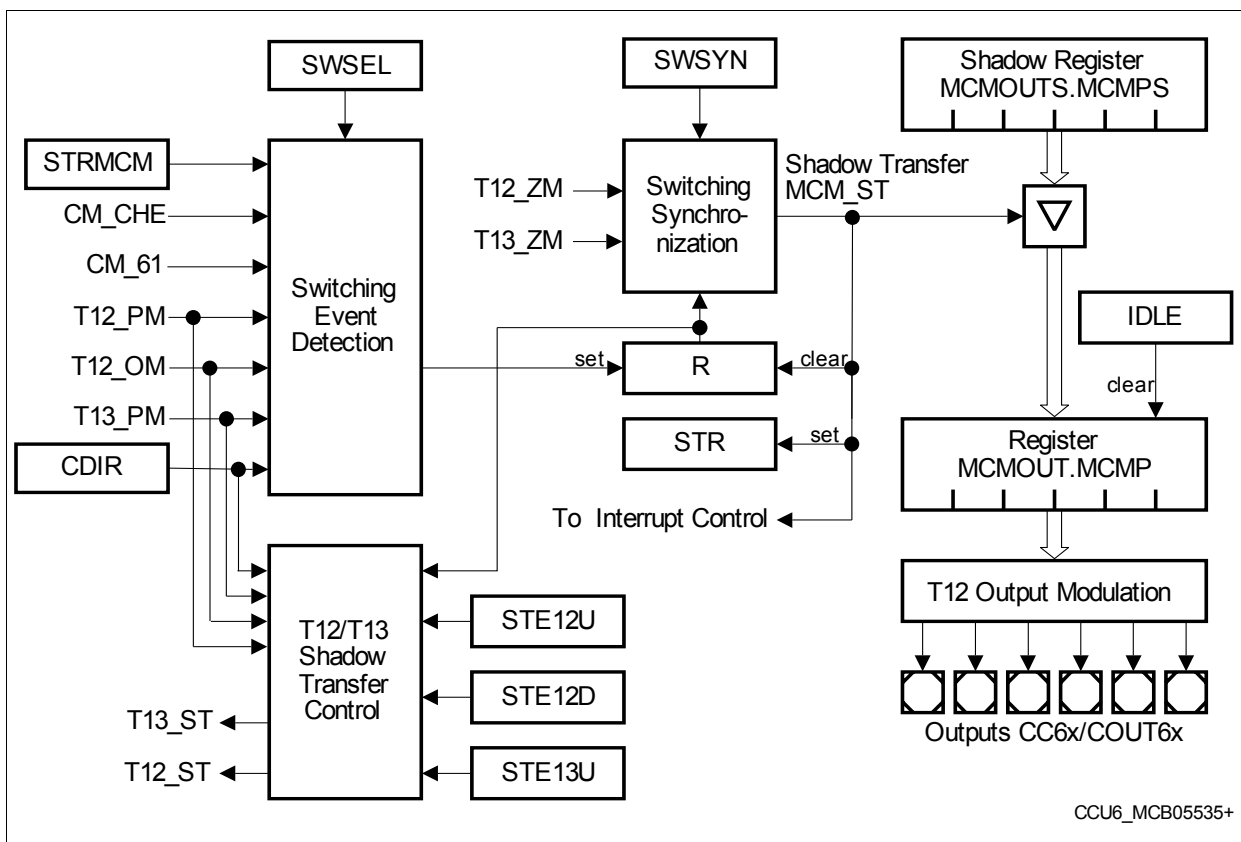 SWSEL
SWSYN
Shadow Register
MCMOUTS.MCMPS
STRMCM
CM_CHE
CM_61
T12_PM
T12_OM
T13_PM
CDIR
Switching
Event
Detection
T12_ZM
T13_ZM
Switching
Synchro-
nization
Shadow Transfer
MCM_ST
IDLE
clear
set
R
clear
STR
set
To Interrupt Control
Register
MCMOUT.MCMP
T12 Output Modulation
Outputs CC6x/COUT6x
T12/T13
Shadow
Transfer
Control
STE12U
STE12D
STE13U
T13_ST
T12_ST
CCU6_MCB05535+